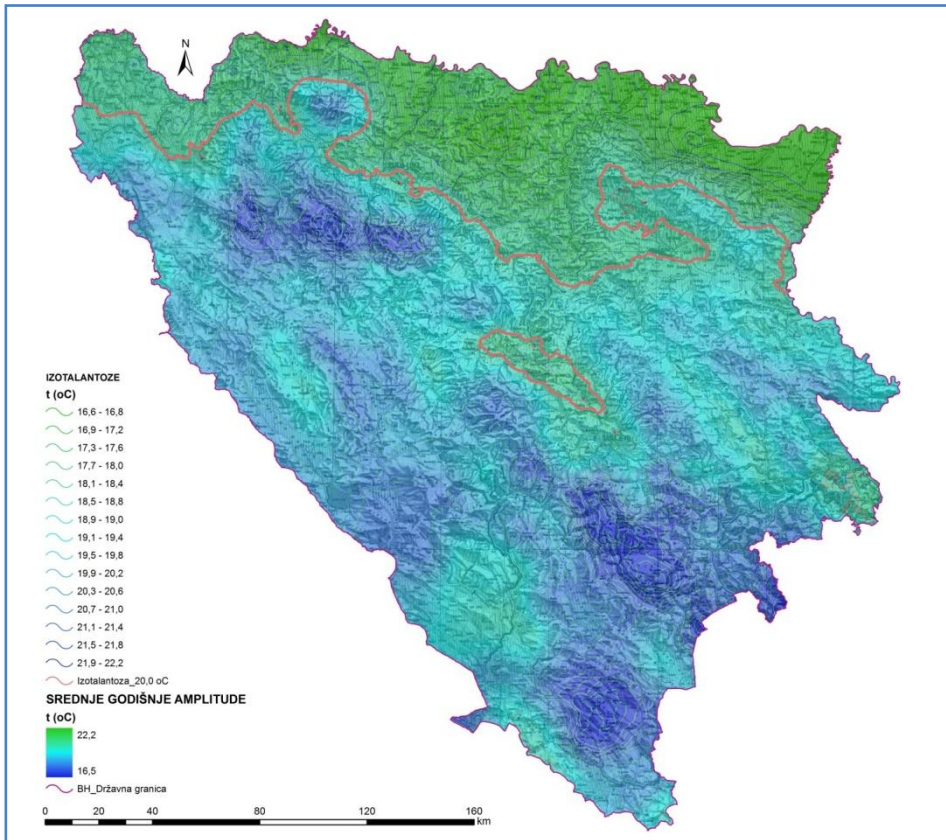 N
IZOTALANTOZE
t (oC)
16,6 - 16,8
16,9 - 17,2
17,3 - 17,6
17,7 - 18,0
18,1 - 18,4
18,5 - 18,8
18,9 - 19,0
19,1 - 19,4
19,5 - 19,8
19,9 - 20,2
20,3 - 20,6
20,7 - 21,0
21,1 - 21,4
21,5 - 21,8
21,9 - 22,2
Izotalantoza_20,0 oC
SREDNJE GODIŠNJE AMPLITUDE
t (oC)
22,2
16,5
BH_Državna granica
0 20 40 80 120 160
km